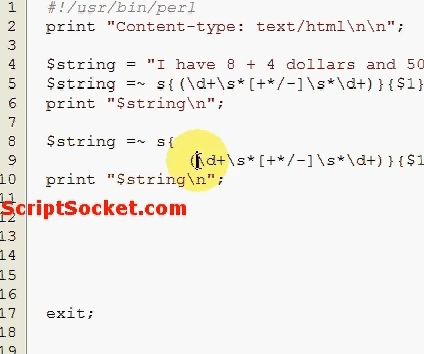 1 #!/usr/bin/perl
2 print "Content-type: text/html\n\n";
3
4 $string = "I have 8 + 4 dollars and 50
5 $string =~ s{(\d+\s*[+*/-]\s*\d+)}{$1}
6 print "$string\n";
7
8 $string =~ s{
9 (\d+\s*[+*/-]\s*\d+)}{$1
10 print "$string\n";
ScriptSocket.com
12
13
14
15
16
17 exit;
18
19